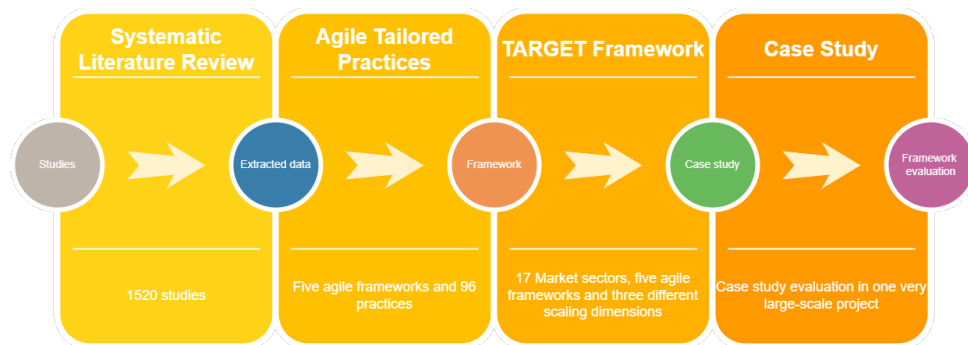 Systematic
Literature Review
Agile Tailored
Practices
TARGET Framework
Case Study
Studies
Extracted data
Framework
Case study
Framework
evaluation
1520 studies
Five agile frameworks and 96
practices
17 Market sectors, five agile
frameworks and three different
scaling dimensions
Case study evaluation in one very
large-scale project